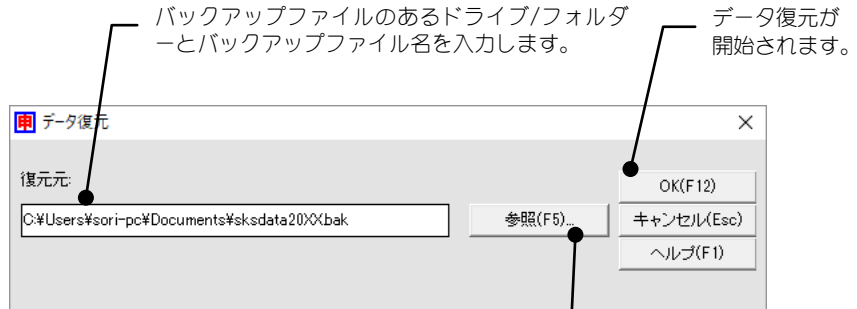 バックアップファイルのあるドライブ/フォルダ
ーとバックアップファイル名を入力します。
データ復元が
開始されます。
申 データ復元
復元元:
OK(F12)
C:¥Users¥sori-pc¥Documents¥sksdata20XX.bak 参照(F5)... キャンセル(Esc)
ヘルプ(F1)